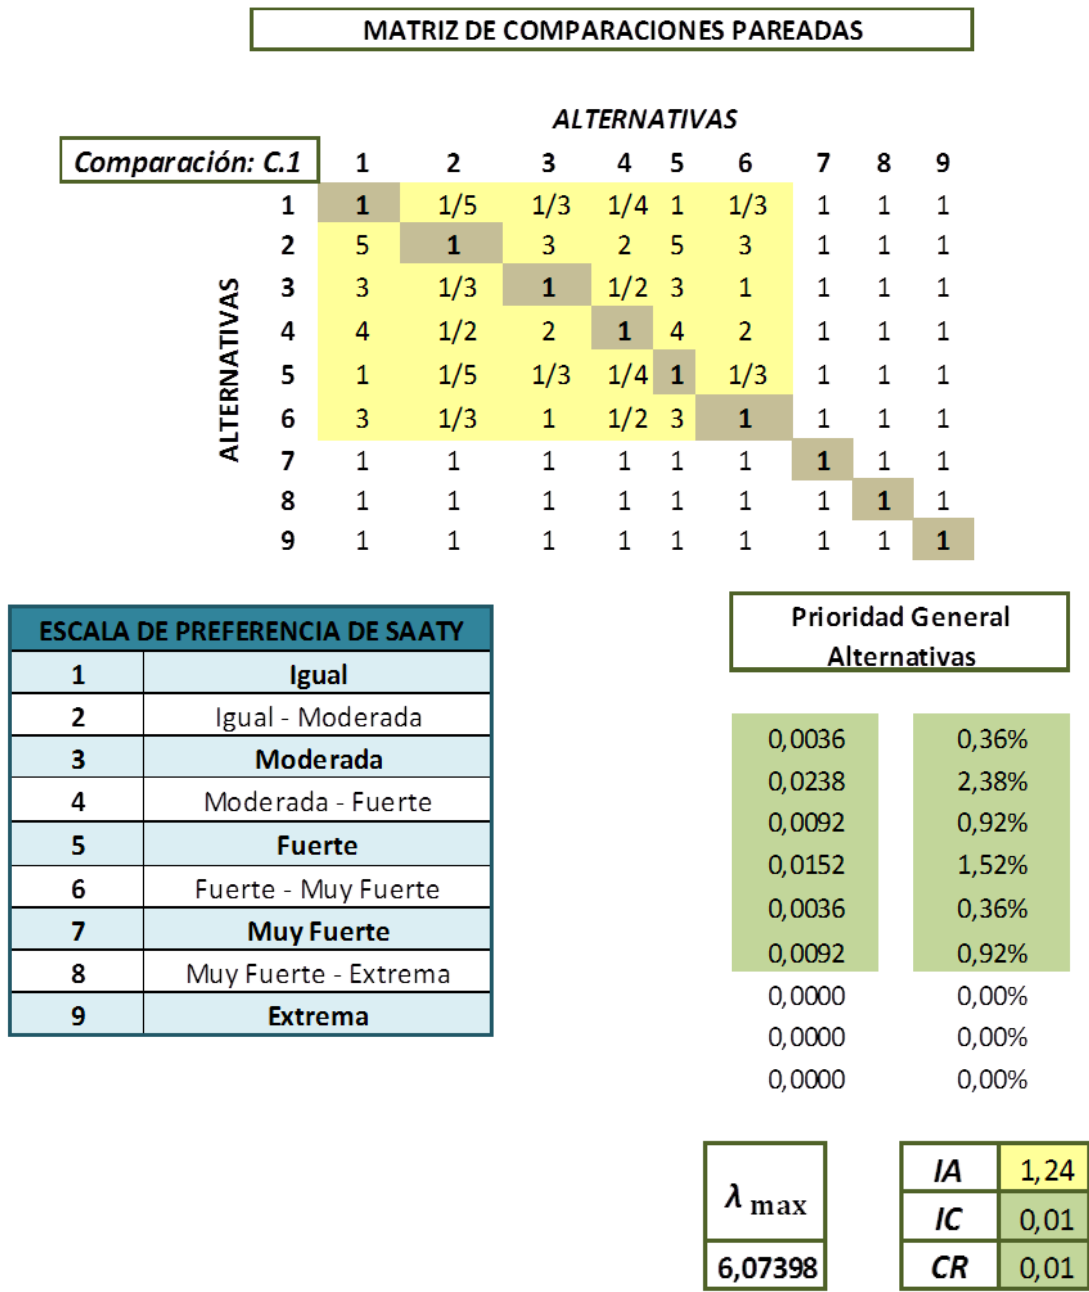 MATRIZ DE COMPARACIONES PAREADAS
ALTERNATIVAS
Comparación: C.1 1 2 3 4 5 6 7 8 9
1 1 1/5 1/3 1/4 1 1/3 1 1 1
2 5 1 3 2 5 3 1 1 1
3 3 1/3 1 1/2 3 1 1 1 1
4 4 1/2 2 1 4 2 1 1 1
5 1 1/5 1/3 1/4 1 1/3 1 1 1
6 3 1/3 1 1/2 3 1 1 1 1
7 1 1 1 1 1 1 1 1 1
8 1 1 1 1 1 1 1 1 1
9 1 1 1 1 1 1 1 1 1
ALTERNATIVAS
ESCALA DE PREFERENCIA DE SAATY
1 Igual
2 Igual - Moderada
3 Moderada
4 Moderada - Fuerte
5 Fuerte
6 Fuerte - Muy Fuerte
7 Muy Fuerte
8 Muy Fuerte - Extrema
9 Extrema
Prioridad General
Alternativas
0,0036 0,36%
0,0238 2,38%
0,0092 0,92%
0,0152 1,52%
0,0036 0,36%
0,0092 0,92%
0,0000 0,00%
0,0000 0,00%
0,0000 0,00%
λ max
6,07398
IA 1,24
IC 0,01
CR 0,01